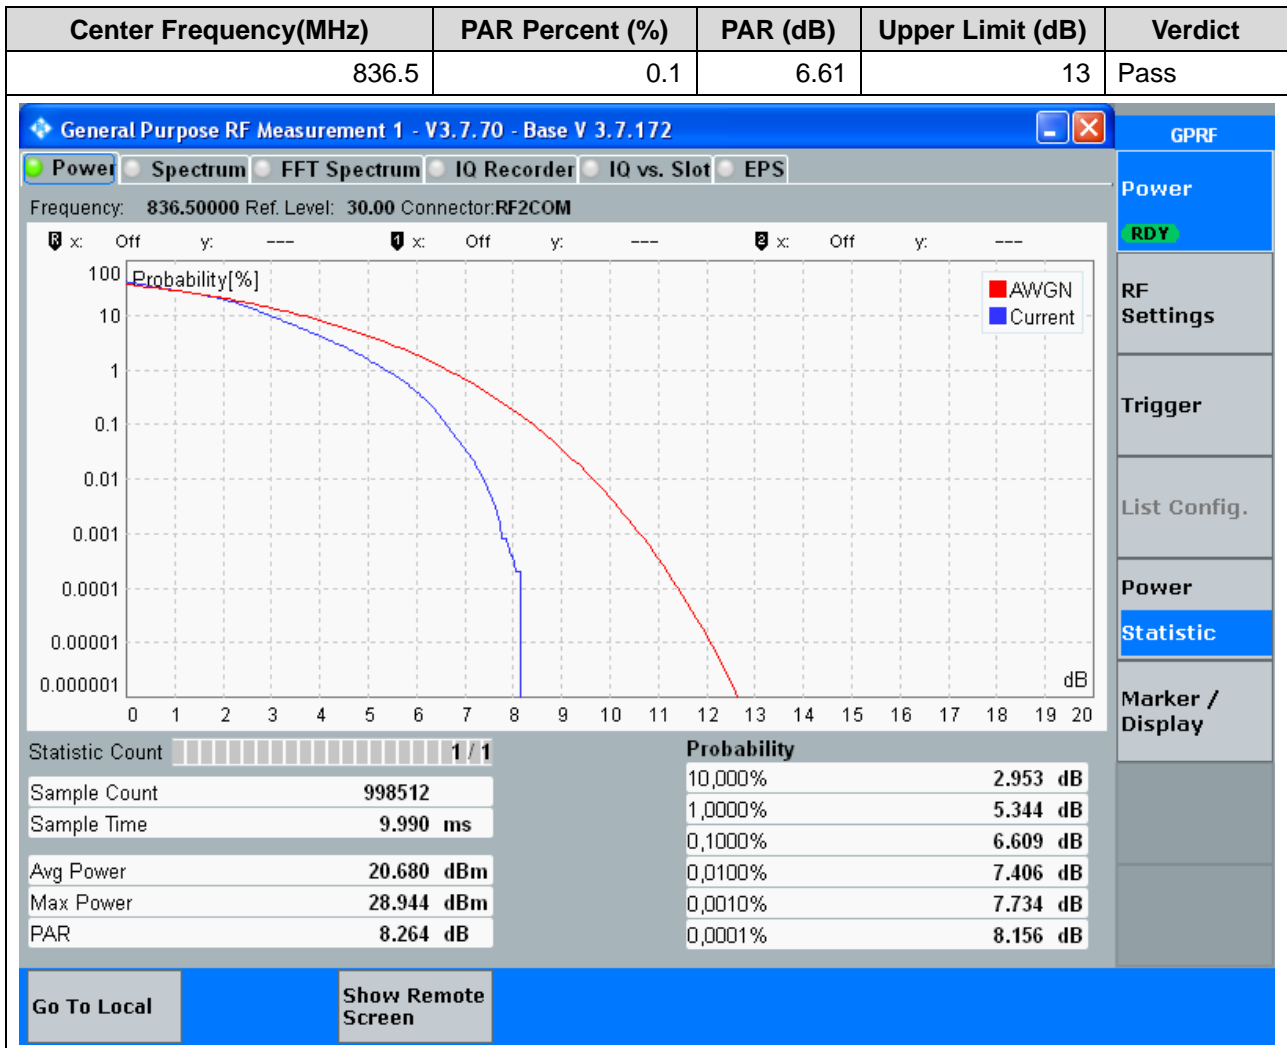 Center Frequency(MHz) PAR Percent (%) PAR (dB) Upper Limit (dB) Verdict
836.5 0.1 6.61 13 Pass
General Purpose RF Measurement 1 - V3.7.70 - Base V 3.7.172
GPRF
Power Spectrum FFT Spectrum IQ Recorder IQ vs. Slot EPS
Power
RDY
Frequency: 836.50000 Ref. Level: 30.00 Connector:RF2COM
R x: Off y: --- 1 x: Off y: --- 2 x: Off y: ---
Probability[%]
AWGN
Current
100
10
1
0.1
0.01
0.001
0.0001
0.00001
0.000001
dB
0 1 2 3 4 5 6 7 8 9 10 11 12 13 14 15 16 17 18 19 20
RF
Settings
Trigger
List Config.
Power
Statistic
Marker /
Display
Statistic Count 1 / 1
Sample Count 998512
Sample Time 9.990 ms
Avg Power 20.680 dBm
Max Power 28.944 dBm
PAR 8.264 dB
Probability
10,000% 2.953 dB
1,0000% 5.344 dB
0,1000% 6.609 dB
0,0100% 7.406 dB
0,0010% 7.734 dB
0,0001% 8.156 dB
Go To Local
Show Remote
Screen